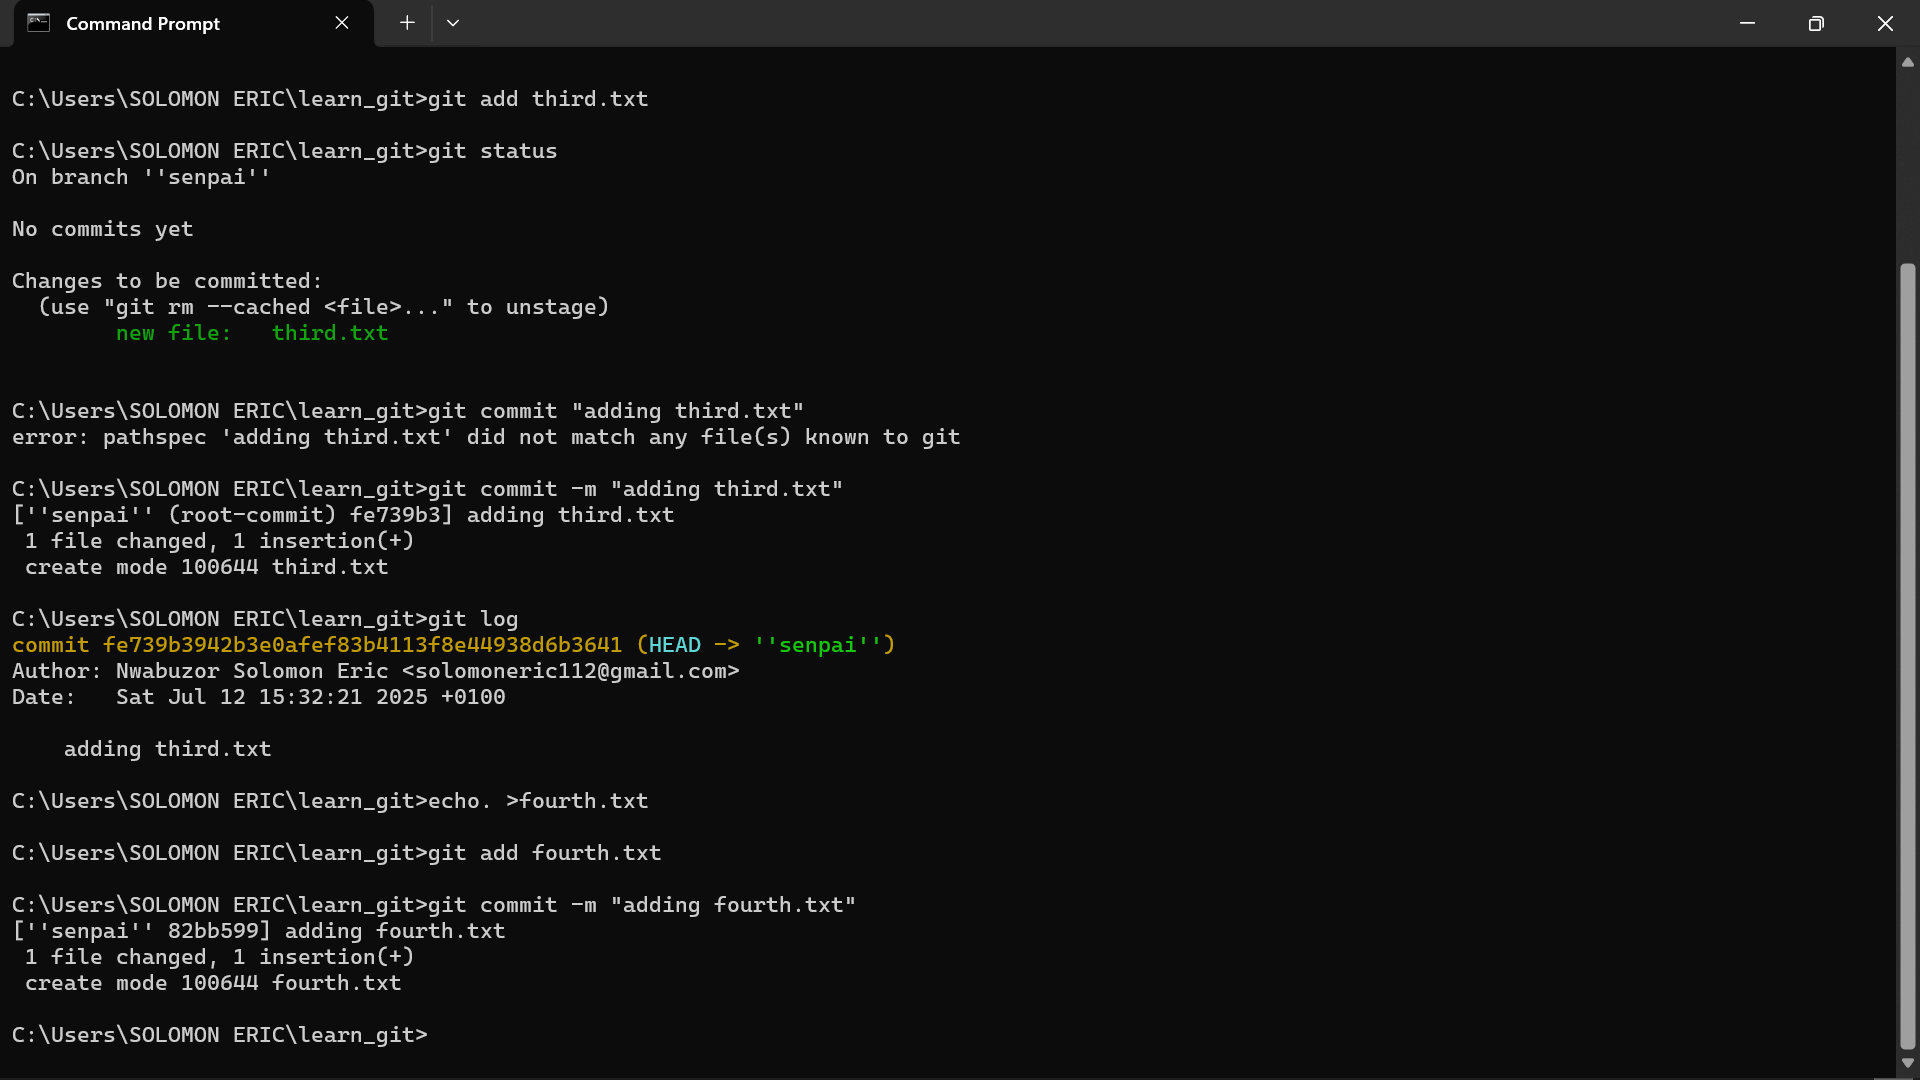 Command Prompt
C:\Users\SOLOMON ERIC\learn_git>git add third.txt
C:\Users\SOLOMON ERIC\learn_git>git status
On branch ''senpai''
No commits yet
Changes to be committed:
  (use "git rm --cached <file>..." to unstage)
        new file:   third.txt
C:\Users\SOLOMON ERIC\learn_git>git commit "adding third.txt"
error: pathspec 'adding third.txt' did not match any file(s) known to git
C:\Users\SOLOMON ERIC\learn_git>git commit -m "adding third.txt"
[''senpai'' (root-commit) fe739b3] adding third.txt
 1 file changed, 1 insertion(+)
 create mode 100644 third.txt
C:\Users\SOLOMON ERIC\learn_git>git log
commit fe739b3942b3e0afef83b4113f8e44938d6b3641 (HEAD -> ''senpai'')
Author: Nwabuzor Solomon Eric <solomoneric112@gmail.com>
Date:   Sat Jul 12 15:32:21 2025 +0100
    adding third.txt
C:\Users\SOLOMON ERIC\learn_git>echo. >fourth.txt
C:\Users\SOLOMON ERIC\learn_git>git add fourth.txt
C:\Users\SOLOMON ERIC\learn_git>git commit -m "adding fourth.txt"
[''senpai'' 82bb599] adding fourth.txt
 1 file changed, 1 insertion(+)
 create mode 100644 fourth.txt
C:\Users\SOLOMON ERIC\learn_git>